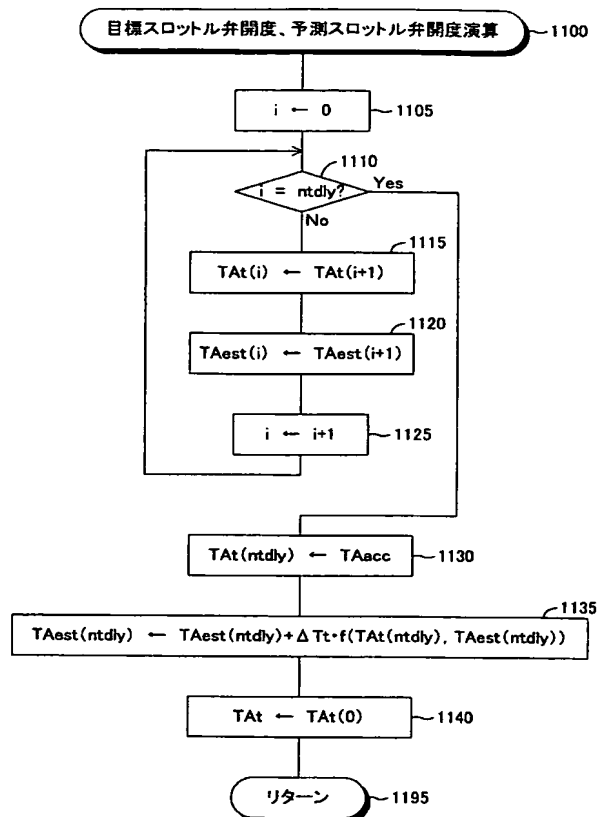 目標スロットル弁開度、予測スロットル弁開度演算
1100
i ← 0
1105
1110
i = ntdly?
Yes
No
1115
TAt(i) ← TAt(i+1)
1120
TAest(i) ← TAest(i+1)
i ← i+1
1125
TAt(ntdly) ← TAacc
1130
1135
TAest(ntdly) ← TAest(ntdly)+ΔTt・f(TAt(ntdly), TAest(ntdly))
TAt ← TAt(0)
1140
リターン
1195